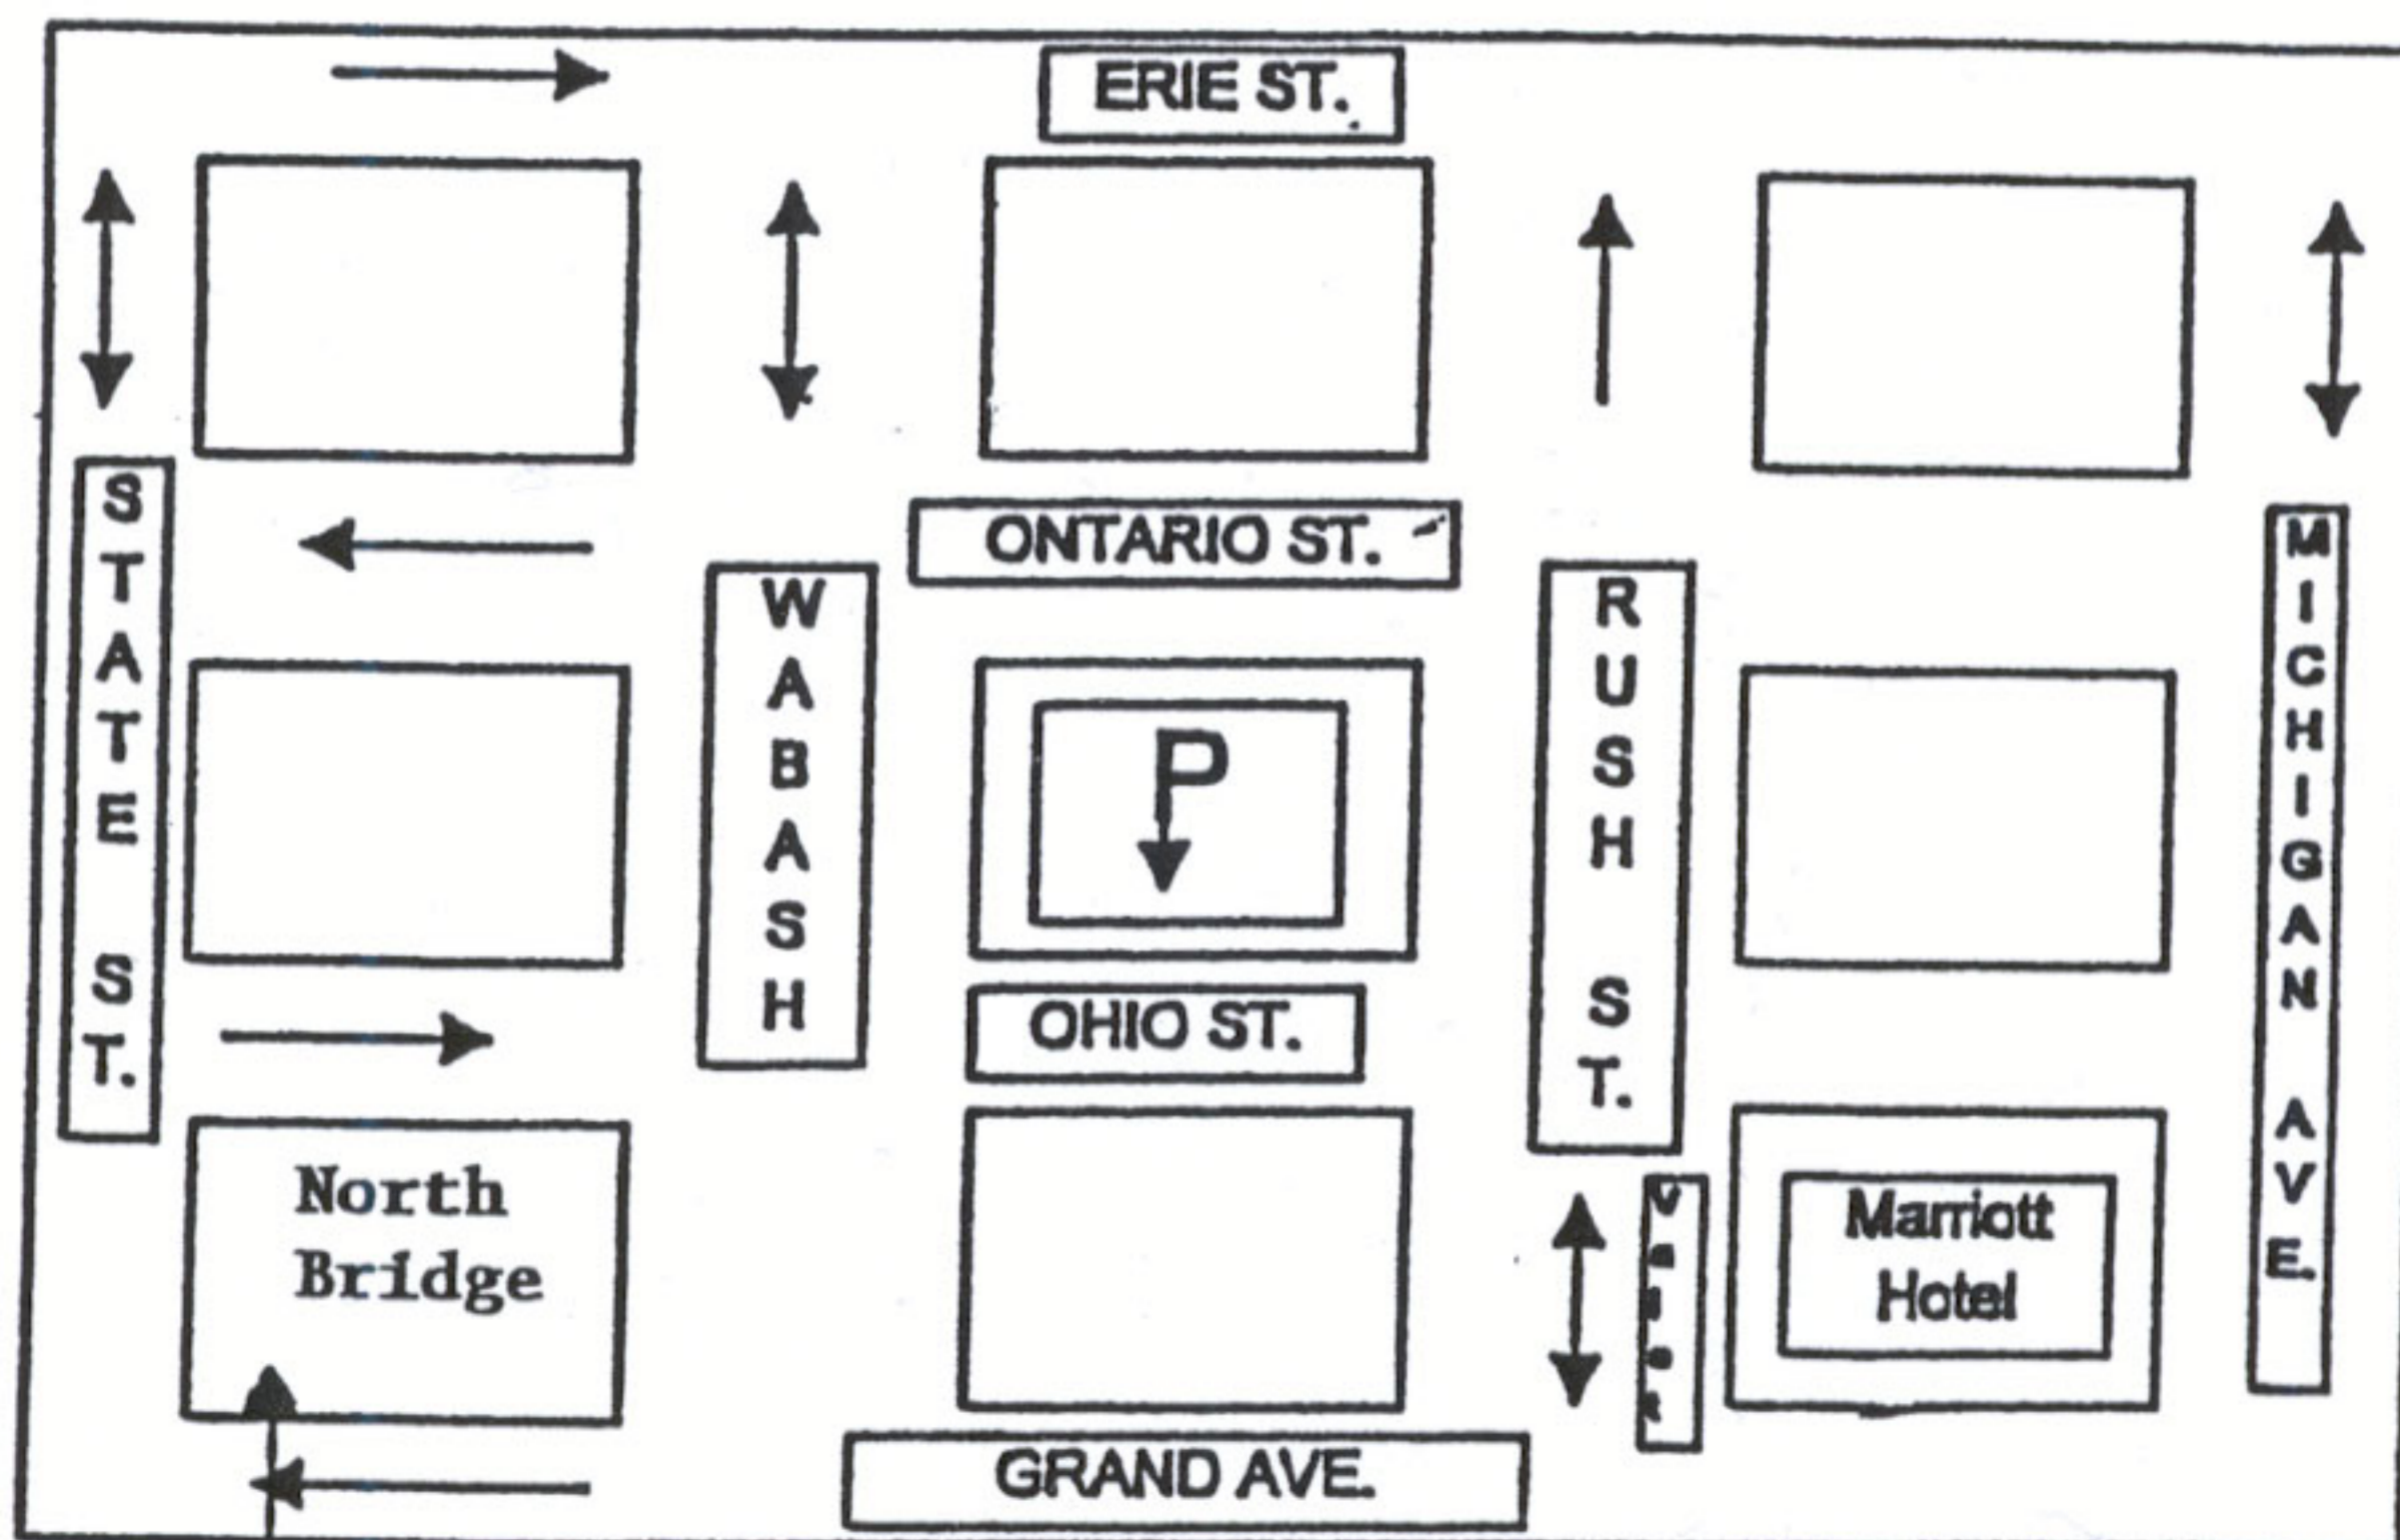 ERIE ST.
STATE ST.
ONTARIO ST.
WABASH
RUSH ST.
MICHIGAN AVE.
P
OHIO ST.
North
Bridge
Valet
Marriott
Hotel
GRAND AVE.